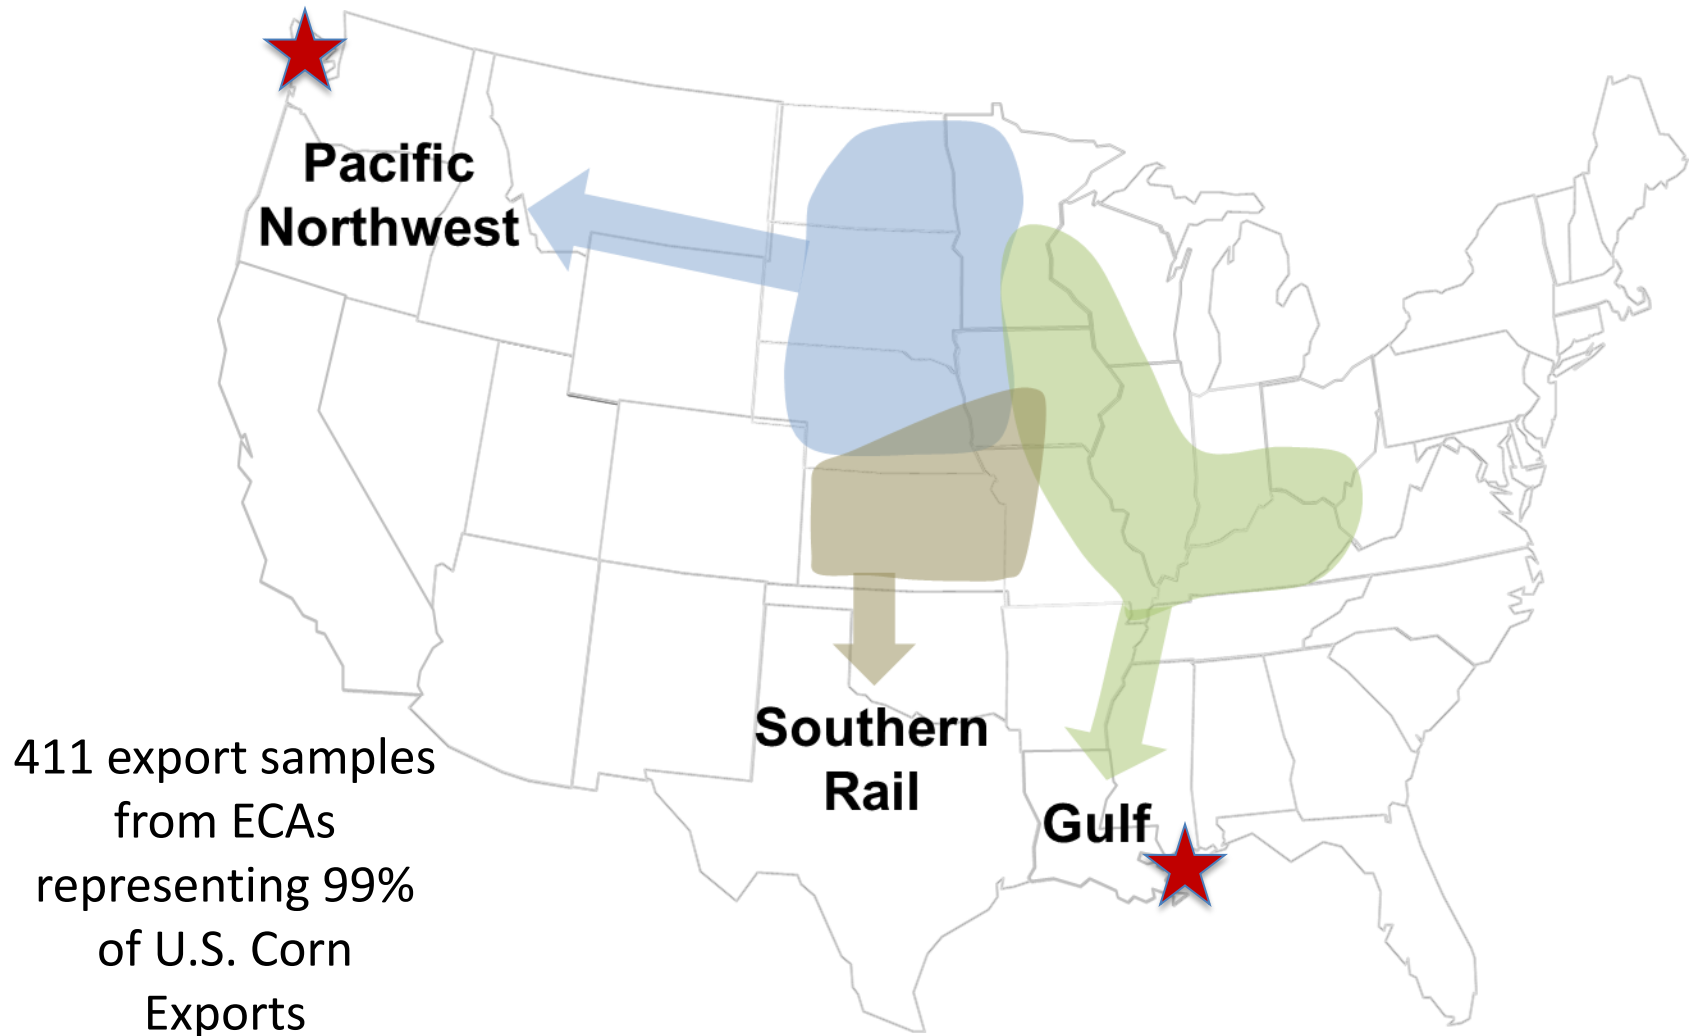 Pacific
Northwest
Southern
Rail
Gulf
411 export samples
from ECAs
representing 99%
of U.S. Corn
Exports